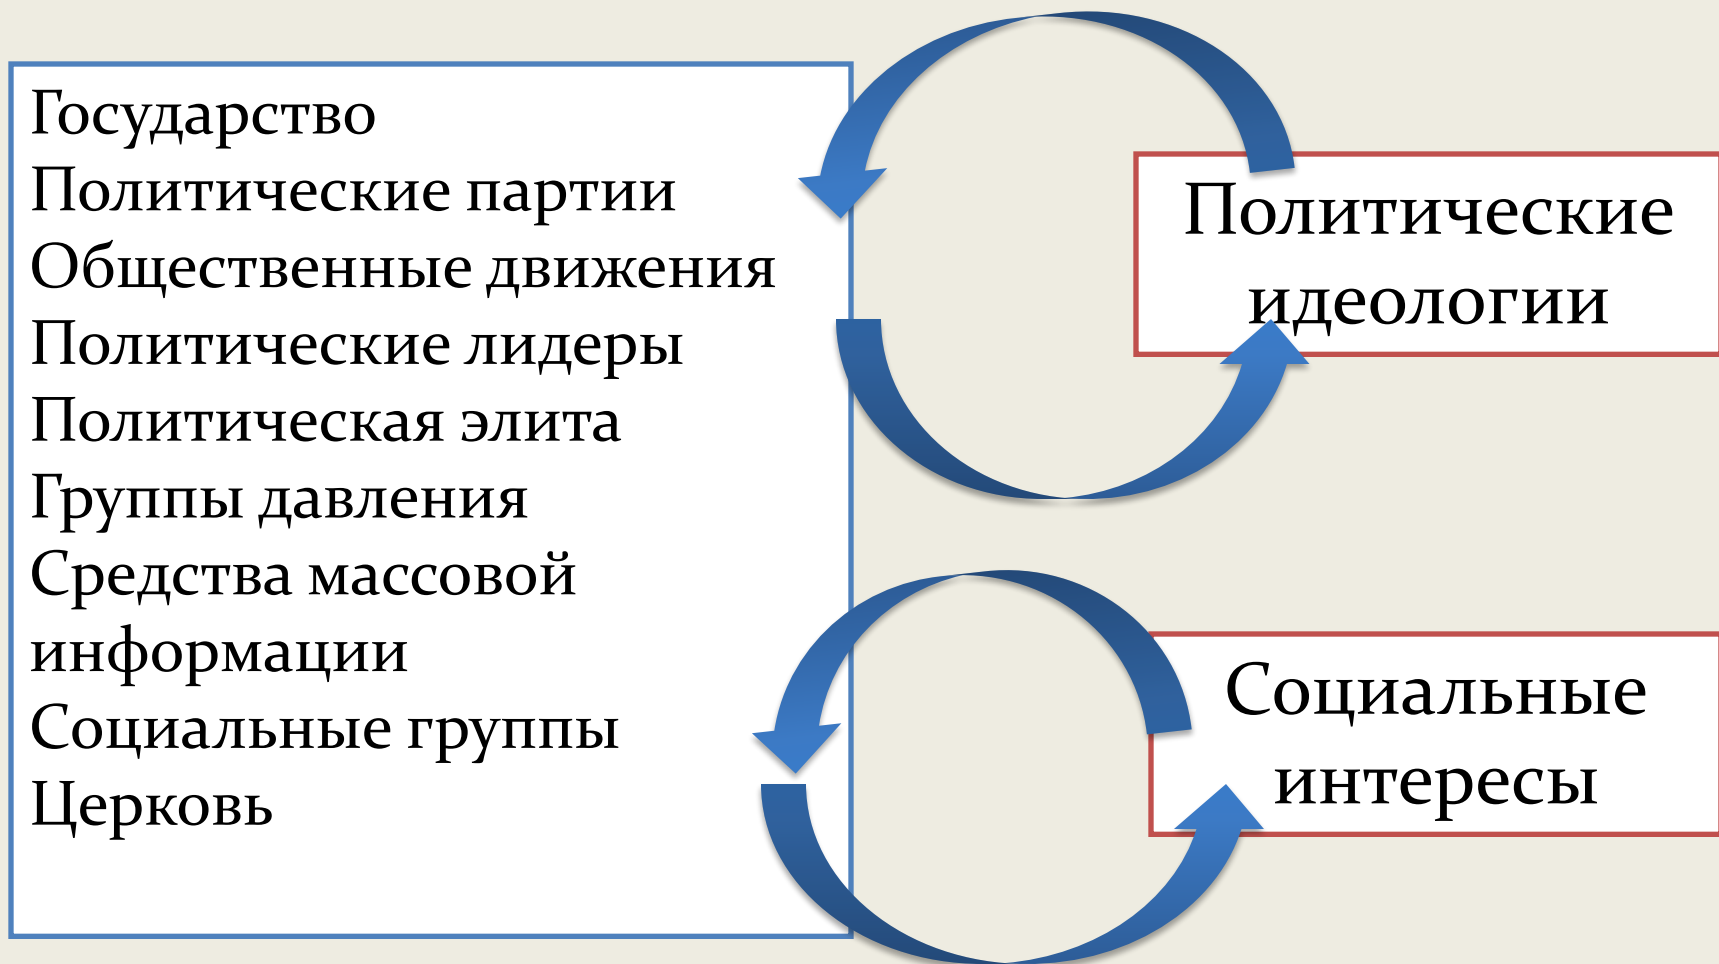 Государство
Политические партии
Общественные движения
Политические лидеры
Политическая элита
Группы давления
Средства массовой
информации
Социальные группы
Церковь
Политические
идеологии
Социальные
интересы